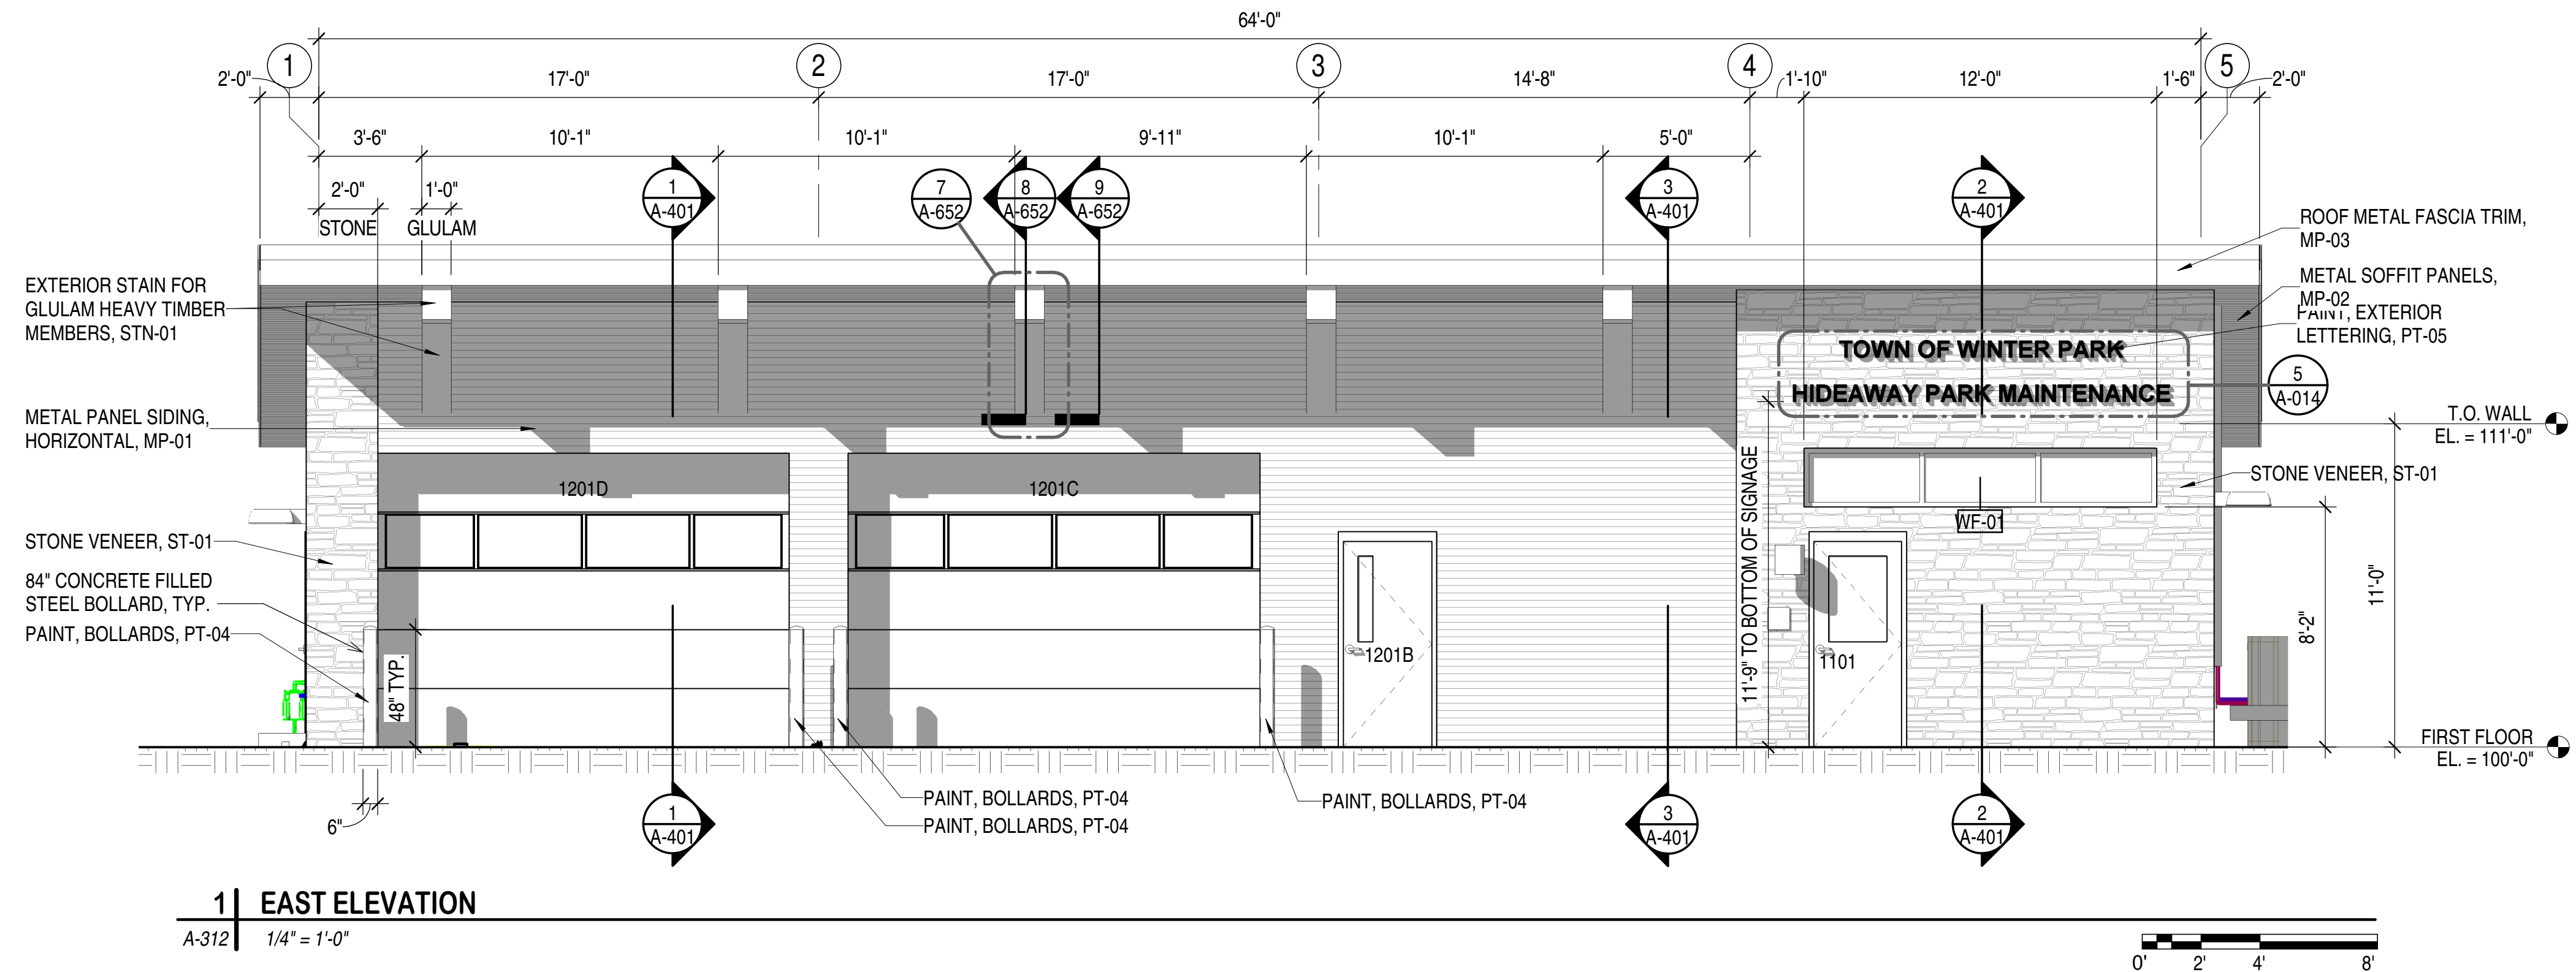 64'-0"
1
2
3
4
5
2'-0"
17'-0"
17'-0"
14'-8"
1'-10"
12'-0"
1'-6"
2'-0"
3'-6"
10'-1"
10'-1"
9'-11"
10'-1"
5'-0"
2'-0"
1'-0"
STONE
GLULAM
1
A-401
7
A-652
8
A-652
9
A-652
3
A-401
2
A-401
ROOF METAL FASCIA TRIM,
MP-03
METAL SOFFIT PANELS,
MP-02
PAINT, EXTERIOR
LETTERING, PT-05
EXTERIOR STAIN FOR
GLULAM HEAVY TIMBER
MEMBERS, STN-01
TOWN OF WINTER PARK
HIDEAWAY PARK MAINTENANCE
5
A-014
METAL PANEL SIDING,
HORIZONTAL, MP-01
T.O. WALL
EL. = 111'-0"
STONE VENEER, ST-01
1201D
1201C
WF-01
STONE VENEER, ST-01
84" CONCRETE FILLED
STEEL BOLLARD, TYP.
PAINT, BOLLARDS, PT-04
48" TYP.
1201B
11'-9" TO BOTTOM OF SIGNAGE
1101
8'-2"
11'-0"
FIRST FLOOR
EL. = 100'-0"
6"
1
A-401
PAINT, BOLLARDS, PT-04
PAINT, BOLLARDS, PT-04
PAINT, BOLLARDS, PT-04
3
A-401
2
A-401
1
EAST ELEVATION
A-312
1/4" = 1'-0"
0'
2'
4'
8'